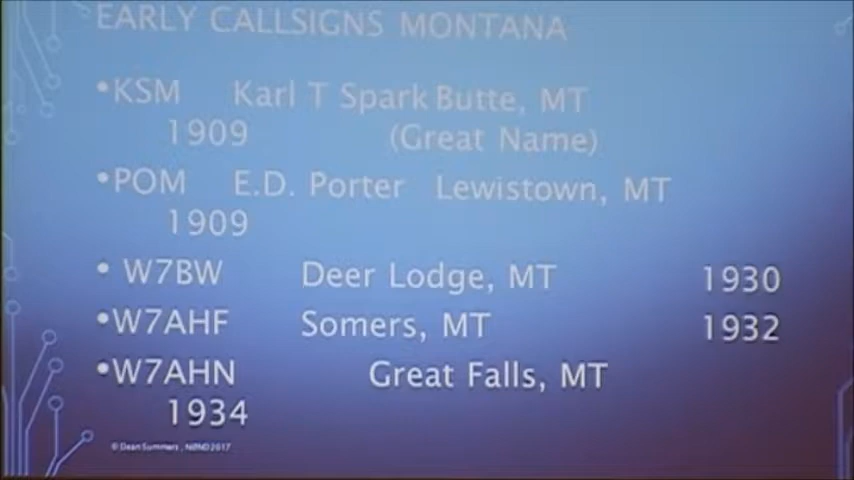 EARLY CALLSIGNS MONTANA
•KSM Karl T Spark Butte, MT
1909 (Great Name)
•POM E.D. Porter Lewistown, MT
1909
• W7BW Deer Lodge, MT 1930
•W7AHF Somers, MT 1932
•W7AHN Great Falls, MT
1934
© Dean Summers, 2017